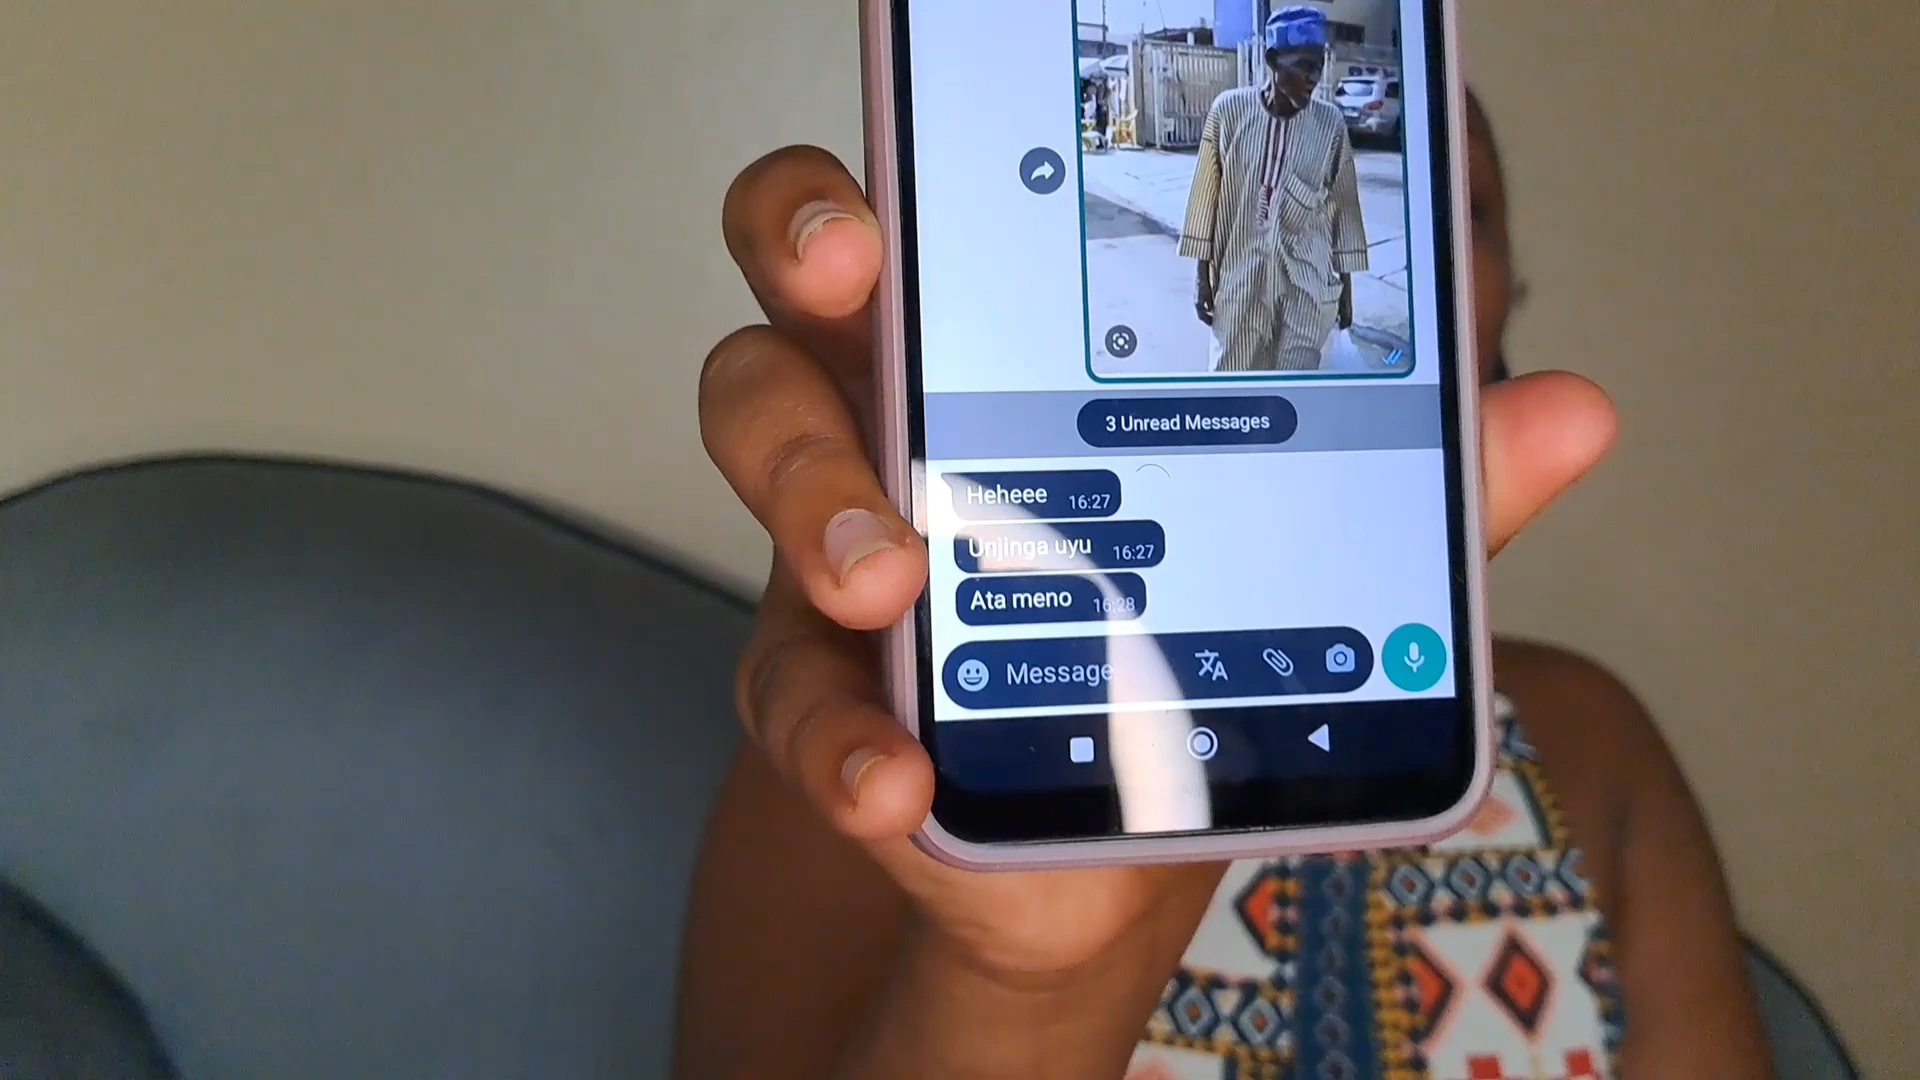 3 Unread Messages
Heheee 16:27
Unjinga uyu 16:27
Ata meno 16:28
Message